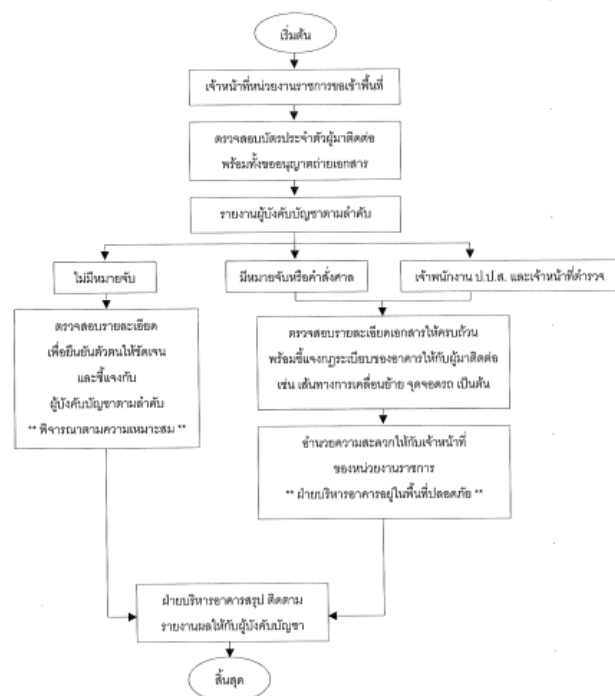 เริ่มต้น
เจ้าหน้าที่หน่วยงานราชการขอเข้าพื้นที่
ตรวจสอบบัตรประจำตัวผู้มาติดต่อ
พร้อมทั้งขออนุญาตถ่ายเอกสาร
รายงานผู้บังคับบัญชาตามลำดับ
ไม่มีหมายจับ
มีหมายจับหรือคำสั่งศาล
เจ้าพนักงาน ป.ป.ส. และเจ้าหน้าที่ตำรวจ
ตรวจสอบรายละเอียด
เพื่อยืนยันตัวตนให้ชัดเจน
และชี้แจงกับ
ผู้บังคับบัญชาตามลำดับ
** พิจารณาตามความเหมาะสม **
ตรวจสอบรายละเอียดเอกสารให้ครบถ้วน
พร้อมชี้แจงกฎระเบียบของอาคารให้กับผู้มาติดต่อ
เช่น เส้นทางการเคลื่อนย้าย จุดจอดรถ เป็นต้น
อำนวยความสะดวกให้กับเจ้าหน้าที่
ของหน่วยงานราชการ
** ฝ่ายบริหารอาคารอยู่ในพื้นที่ปลอดภัย **
ฝ่ายบริหารอาคารสรุป ติดตาม
รายงานผลให้กับผู้บังคับบัญชา
สิ้นสุด